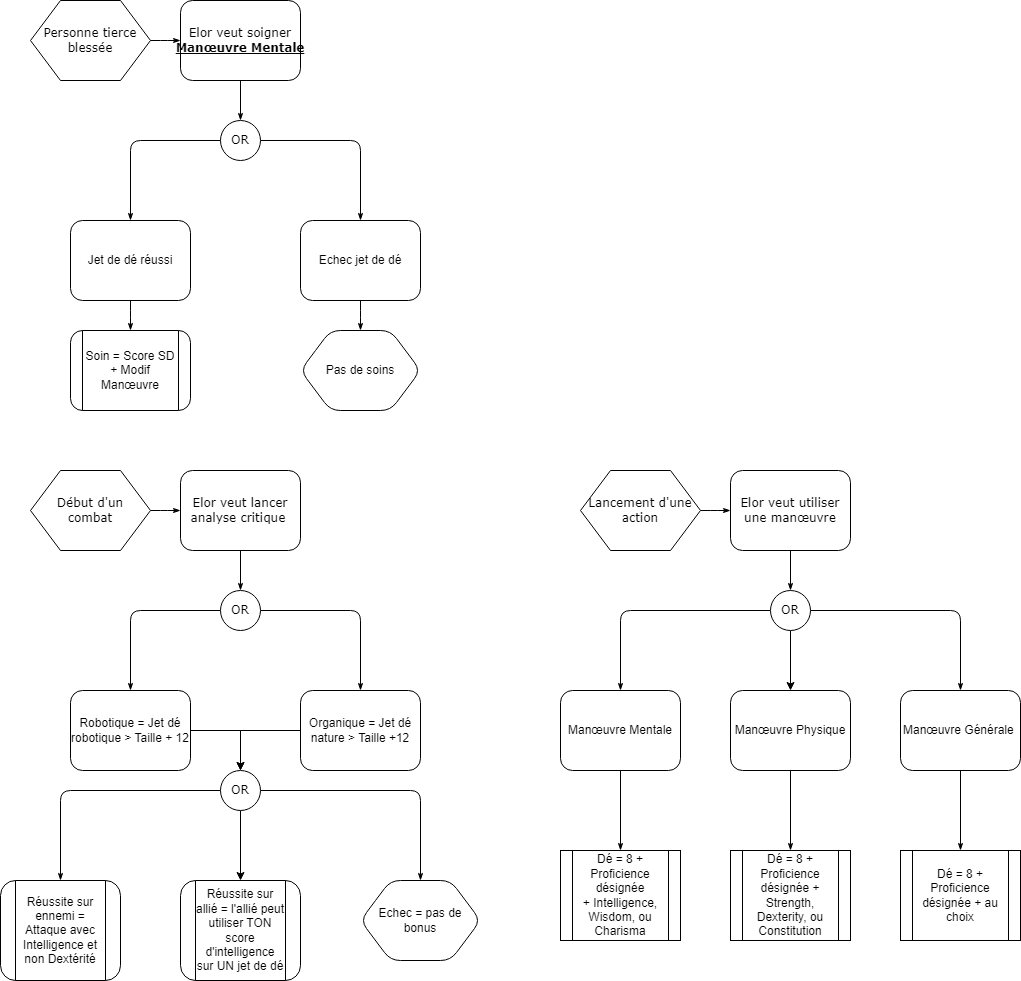 Personne tierce
blessée
Elor veut soigner
Manœuvre Mentale
OR
Jet de dé réussi
Echec jet de dé
Soin = Score SD
+ Modif
Manœuvre
Pas de soins
Début d'un
combat
Elor veut lancer
analyse critique
OR
Robotique = Jet dé
robotique > Taille + 12
Organique = Jet dé
nature > Taille +12
OR
Réussite sur
ennemi =
Attaque avec
Intelligence et
non Dextérité
Réussite sur
allié = l'allié peut
utiliser TON
score
d'intelligence
sur UN jet de dé
Echec = pas de
bonus
Lancement d'une
action
Elor veut utiliser
une manœuvre
OR
Manœuvre Mentale
Manœuvre Physique
Manœuvre Générale
Dé = 8 +
Proficience
désignée
+ Intelligence,
Wisdom, ou
Charisma
Dé = 8 +
Proficience
désignée +
Strength,
Dexterity, ou
Constitution
Dé = 8 +
Proficience
désignée + au
choix